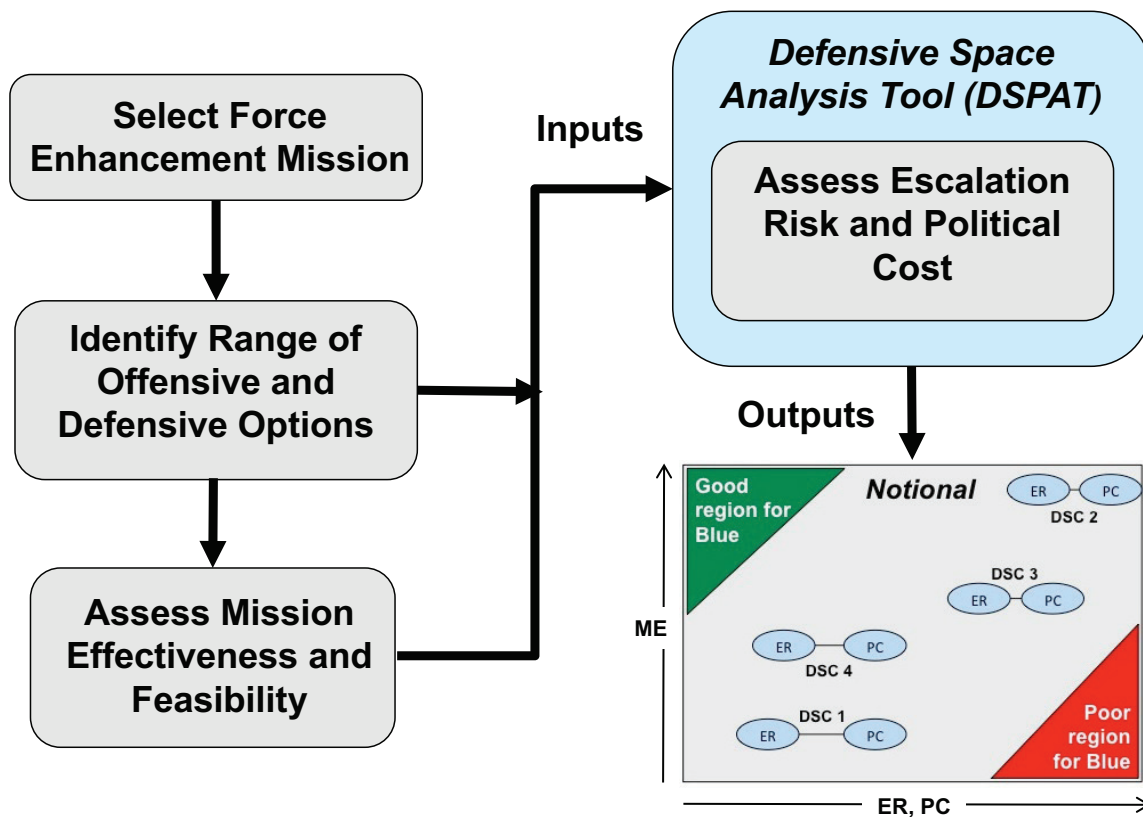 Select Force
Enhancement Mission
Identify Range of
Offensive and
Defensive Options
Assess Mission
Effectiveness and
Feasibility
Inputs
Defensive Space
Analysis Tool (DSPAT)
Assess Escalation
Risk and Political
Cost
Outputs
Good
region for
Blue
Notional
ER
PC
DSC 2
DSC 3
ER
PC
ER
PC
DSC 4
DSC 1
ER
PC
Poor
region
for Blue
ME
ER, PC